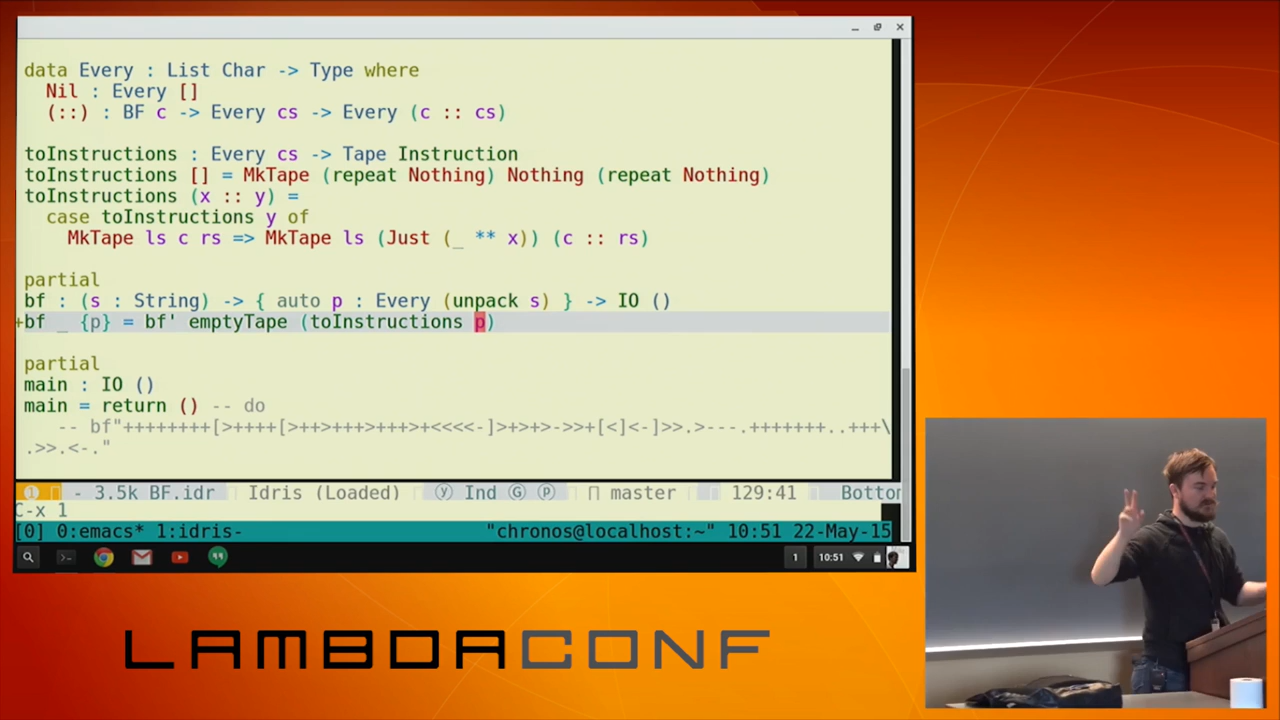 data Every : List Char -> Type where
Nil : Every []
(::) : BF c -> Every cs -> Every (c :: cs)
toInstructions : Every cs -> Tape Instruction
toInstructions [] = MkTape (repeat Nothing) Nothing (repeat Nothing)
toInstructions (x :: y) =
case toInstructions y of
MkTape ls c rs => MkTape ls (Just (_ ** x)) (c :: rs)
partial
bf : (s : String) -> { auto p : Every (unpack s) } -> IO ()
+bf _ {p} = bf' emptyTape (toInstructions p)
partial
main : IO ()
main = return () -- do
-- bf"++++++++[>++++[>++>+++>+++>+<<<<-]>+>+>->>+[<]<-]>>.>---.+++++++..+++\
.>>.<-."
1 - 3.5k BF.idr Idris (Loaded) y Ind G P master 129:41 Bottom
C-x 1
[0] 0:emacs* 1:idris- "chronos@localhost:~" 10:51 22-May-15
1 10:51
LAMBDACONF